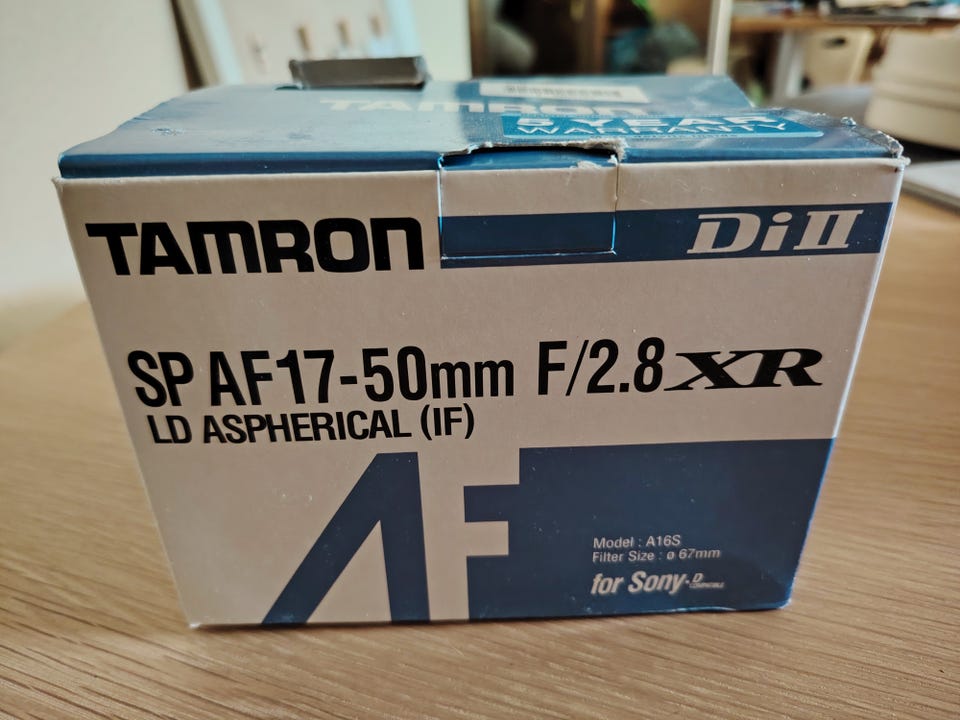 TAMRON
5 YEAR
WARRANTY
TAMRON
Di II
SP AF17-50mm F/2.8 XR
LD ASPHERICAL (IF)
AF
Model : A16S
Filter Size : ø 67mm
for Sony-D
COMPATIBLE